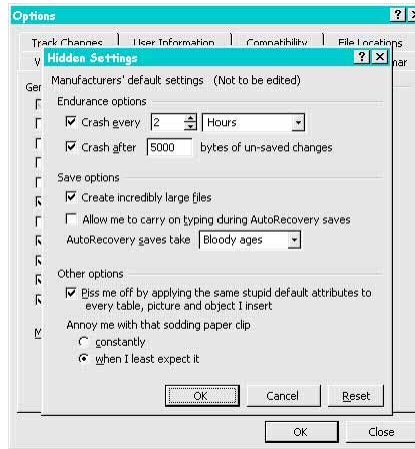 Options
Track Changes User Information Compatibility File Locations
Hidden Settings
Manufacturers' default settings (Not to be edited)
Endurance options
Crash every 2 Hours
Crash after 5000 bytes of un-saved changes
Save options
Create incredibly large files
Allow me to carry on typing during AutoRecovery saves
AutoRecovery saves take Bloody ages
Other options
Piss me off by applying the same stupid default attributes to
every table, picture and object I insert
Annoy me with that sodding paper clip
constantly
when I least expect it
OK Cancel Reset
OK Close